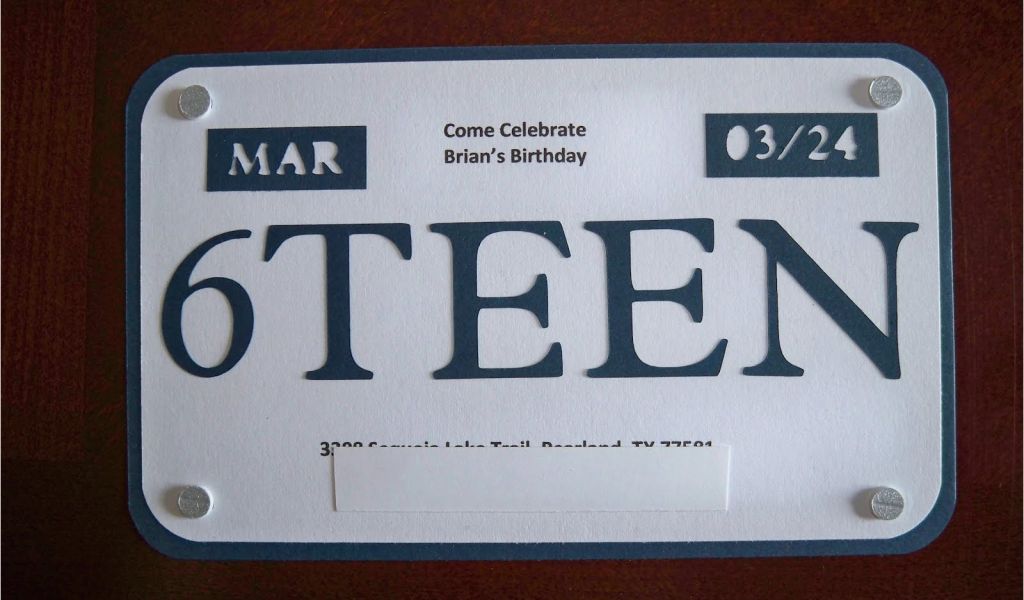 MAR
Come Celebrate
Brian’s Birthday
03/24
6TEEN